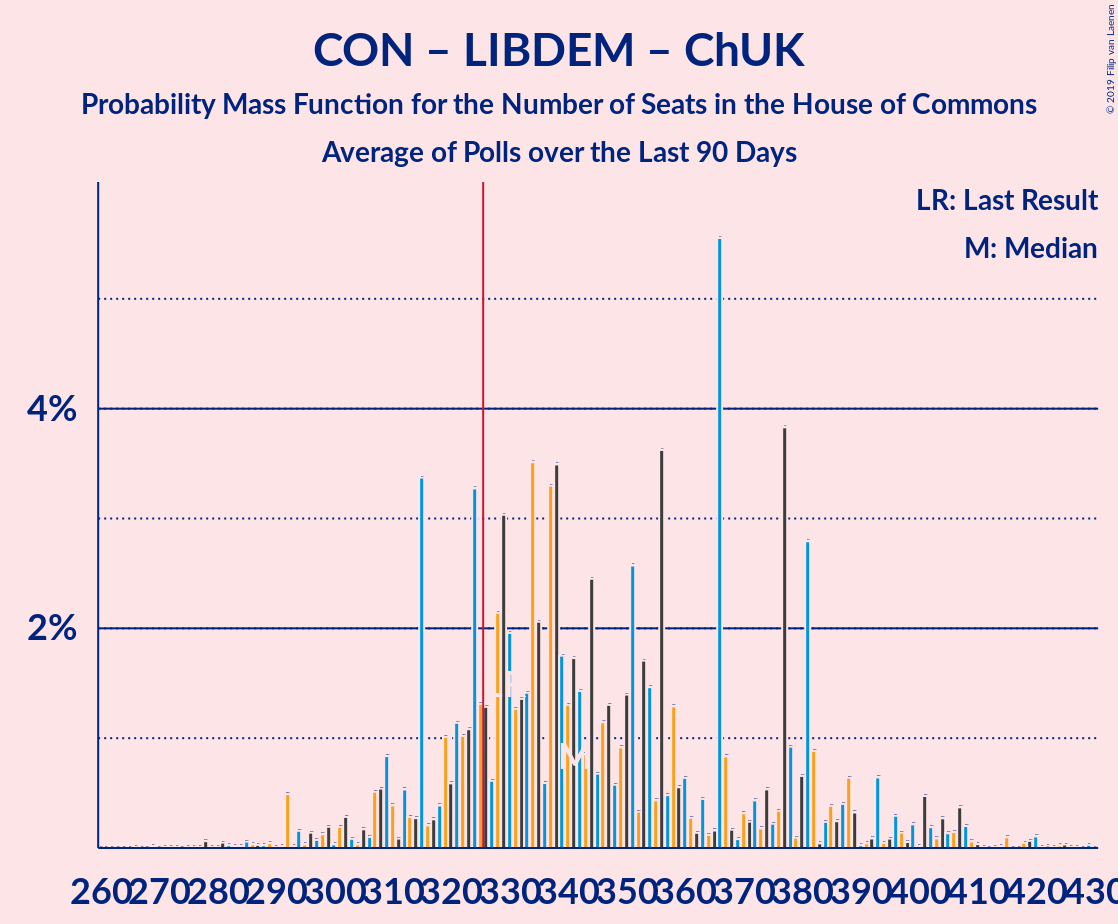 CON – LIBDEM – ChUK
Probability Mass Function for the Number of Seats in the House of Commons
Average of Polls over the Last 90 Days
© 2019 Filip van Laenen
LR: Last Result
M: Median
4%
2%
LR
M
260 270 280 290 300 310 320 330 340 350 360 370 380 390 400 410 420 430